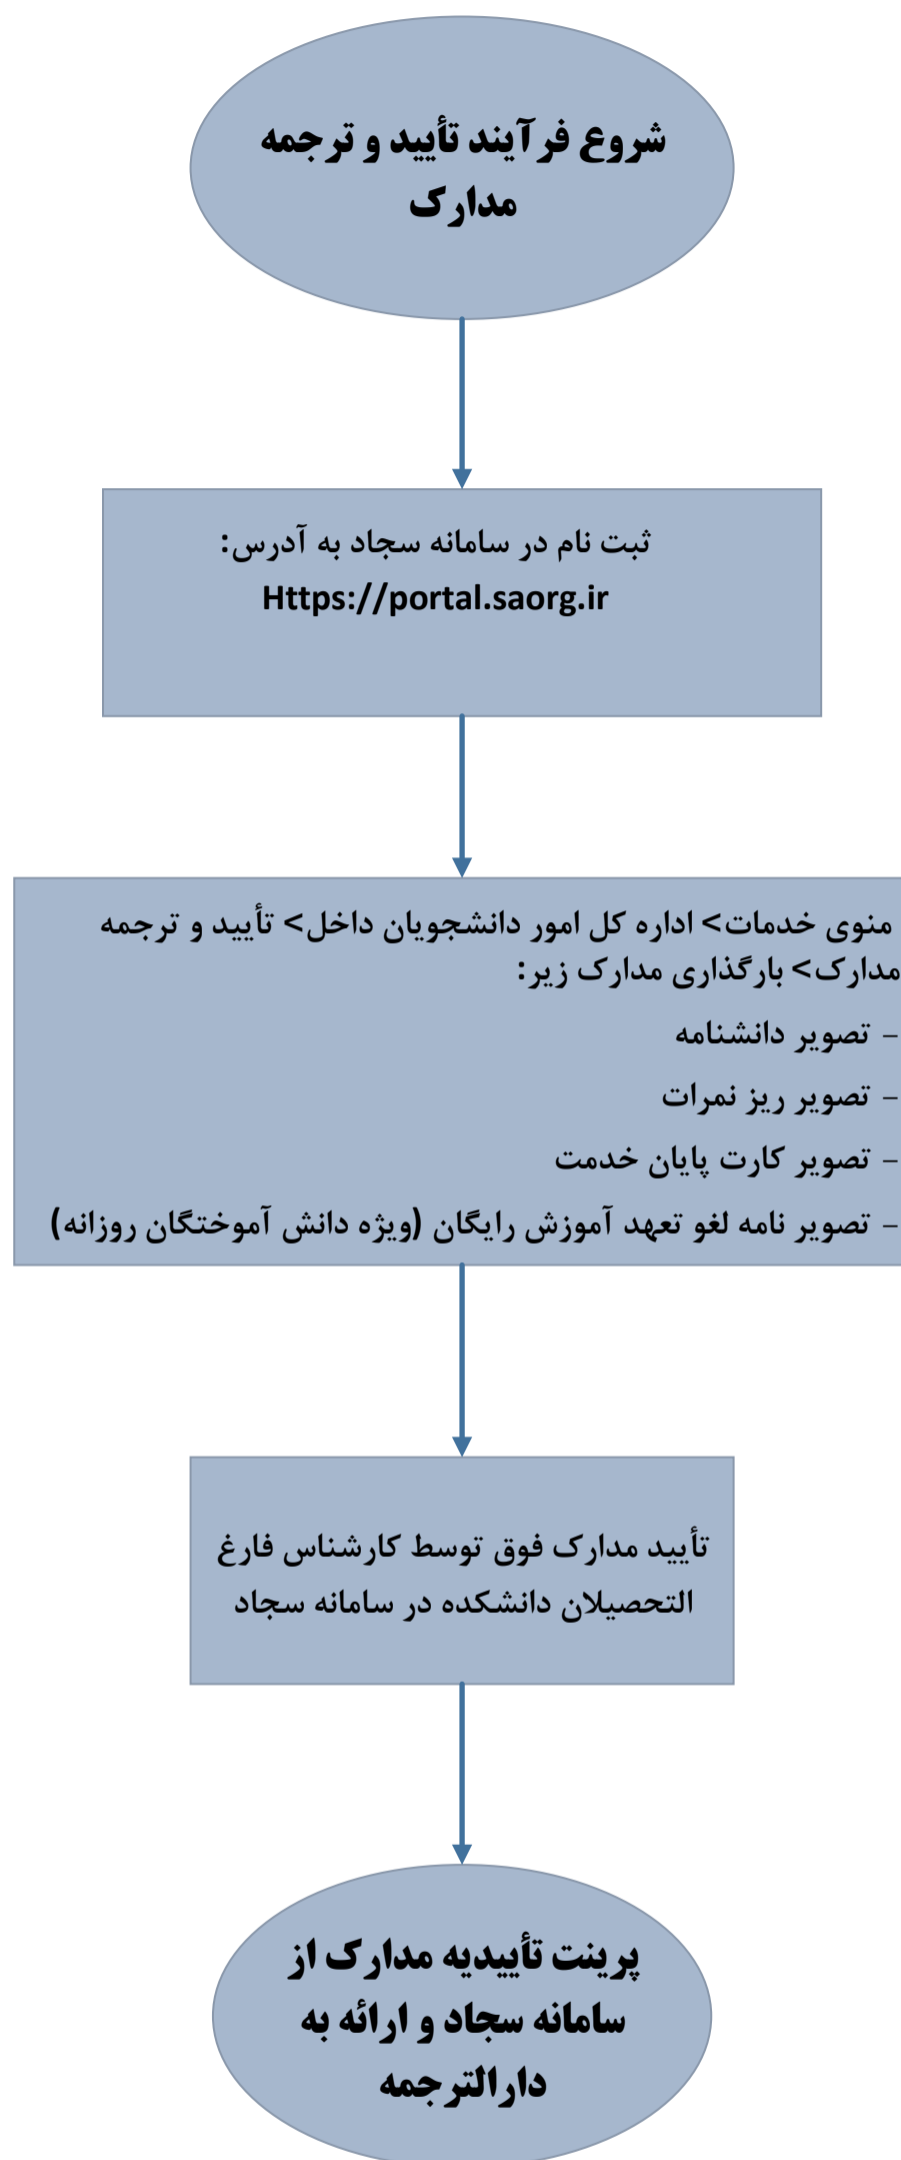 شروع فرآیند تأیید و ترجمه
مدارک
ثبت نام در سامانه سجاد به آدرس:
Https://portal.saorg.ir
منوی خدمات> اداره کل امور دانشجویان داخل> تأیید و ترجمه
مدارک> بارگذاری مدارک زیر:
- تصویر دانشنامه
- تصویر ریز نمرات
- تصویر کارت پایان خدمت
- تصویر نامه لغو تعهد آموزش رایگان (ویژه دانش آموختگان روزانه)
تأیید مدارک فوق توسط کارشناس فارغ
التحصیلان دانشکده در سامانه سجاد
پرینت تأییدیه مدارک از
سامانه سجاد و ارائه به
دارالترجمه